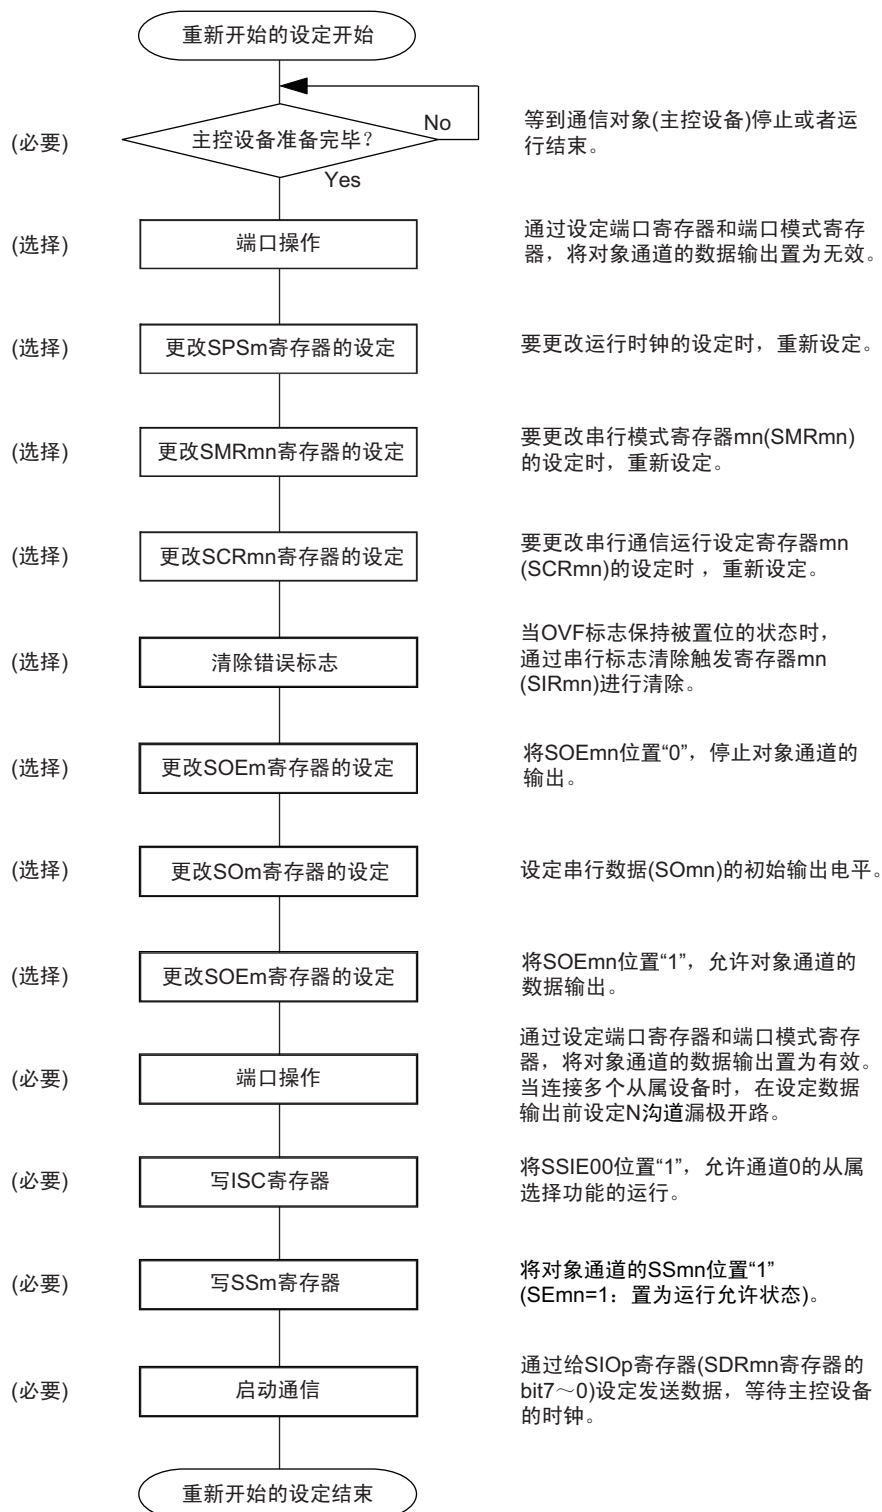 重新开始的设定开始
(必要)
主控设备准备完毕?
No
Yes
等到通信对象(主控设备)停止或者运
行结束。
(选择)
端口操作
通过设定端口寄存器和端口模式寄存
器，将对象通道的数据输出置为无效。
(选择)
更改SPSm寄存器的设定
要更改运行时钟的设定时，重新设定。
(选择)
更改SMRmn寄存器的设定
要更改串行模式寄存器mn(SMRmn)
的设定时，重新设定。
(选择)
更改SCRmn寄存器的设定
要更改串行通信运行设定寄存器mn
(SCRmn)的设定时，重新设定。
(选择)
清除错误标志
当OVF标志保持被置位的状态时，
通过串行标志清除触发寄存器mn
(SIRmn)进行清除。
(选择)
更改SOEm寄存器的设定
将SOEmn位置“0”，停止对象通道的
输出。
(选择)
更改SOm寄存器的设定
设定串行数据(SOmn)的初始输出电平。
(选择)
更改SOEm寄存器的设定
将SOEmn位置“1”，允许对象通道的
数据输出。
(必要)
端口操作
通过设定端口寄存器和端口模式寄存
器，将对象通道的数据输出置为有效。
当连接多个从属设备时，在设定数据
输出前设定N沟道漏极开路。
(必要)
写ISC寄存器
将SSIE00位置“1”，允许通道0的从属
选择功能的运行。
(必要)
写SSm寄存器
将对象通道的SSmn位置“1”
(SEmn=1：置为运行允许状态)。
(必要)
启动通信
通过给SIOp寄存器(SDRmn寄存器的
bit7～0)设定发送数据，等待主控设备
的时钟。
重新开始的设定结束